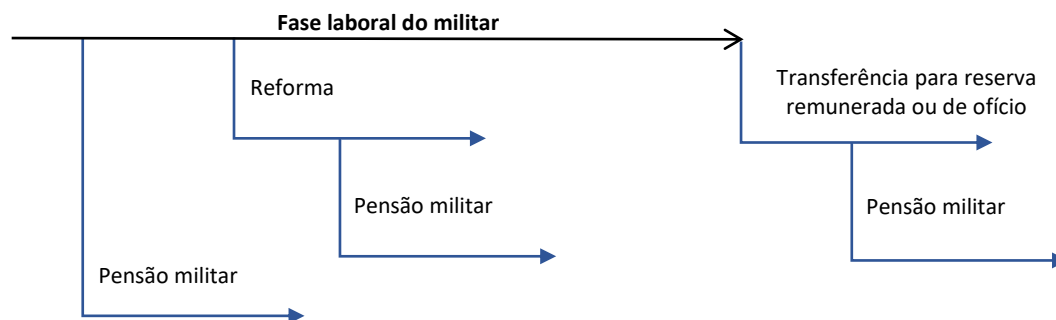 Fase laboral do militar
Reforma
Transferência para reserva
remunerada ou de ofício
Pensão militar
Pensão militar
Pensão militar